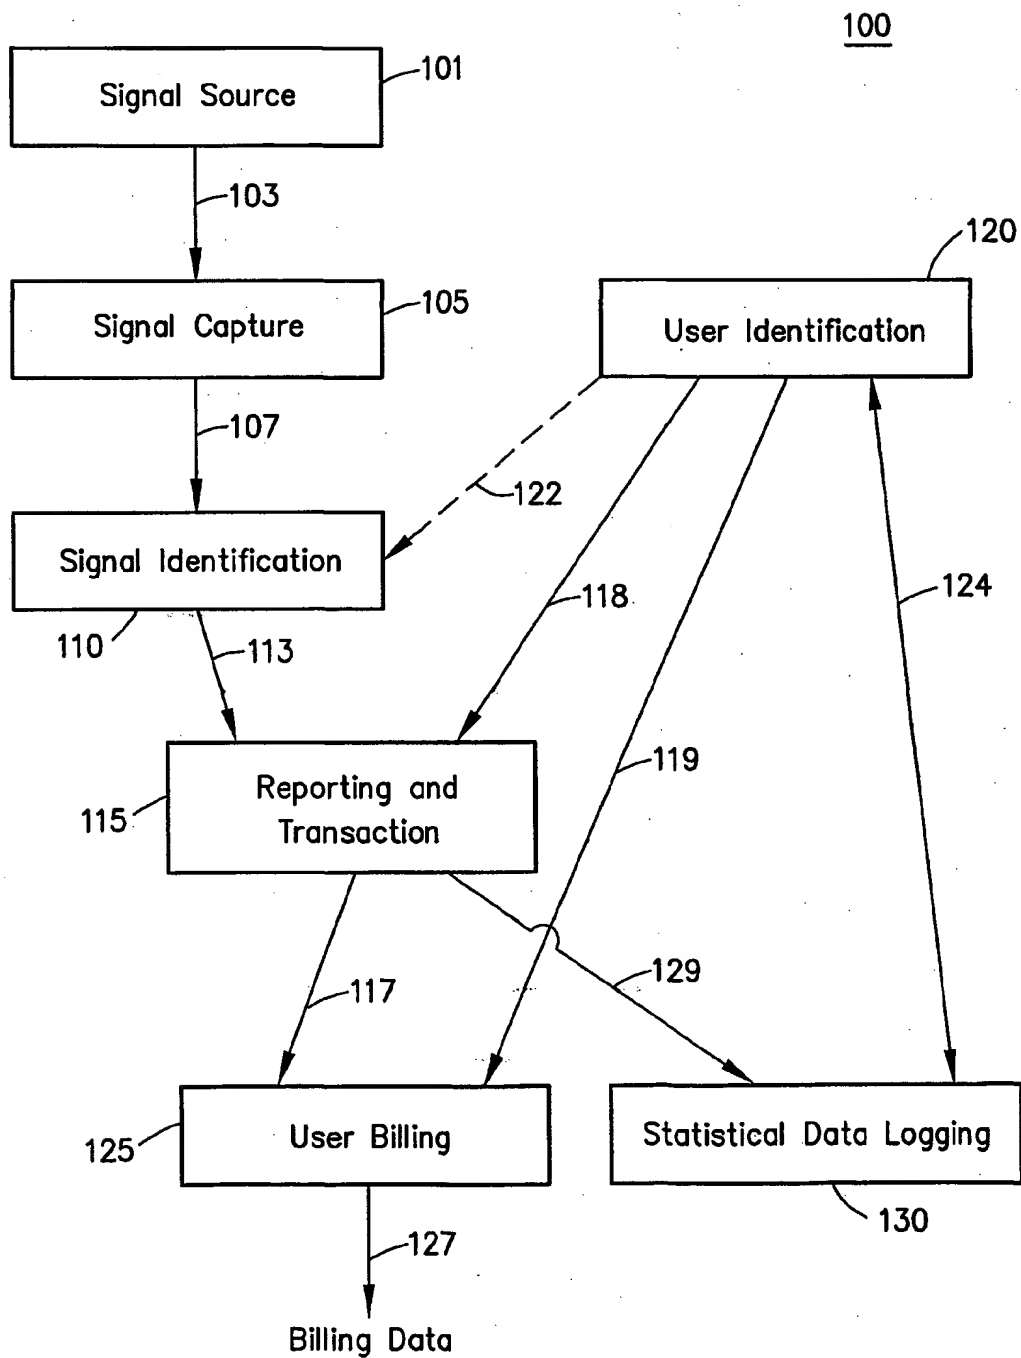 100
Signal Source
101
103
120
Signal Capture
105
User Identification
107
122
Signal Identification
110
113
118
124
Reporting and
Transaction
115
119
117
129
User Billing
125
Statistical Data Logging
130
127
Billing Data